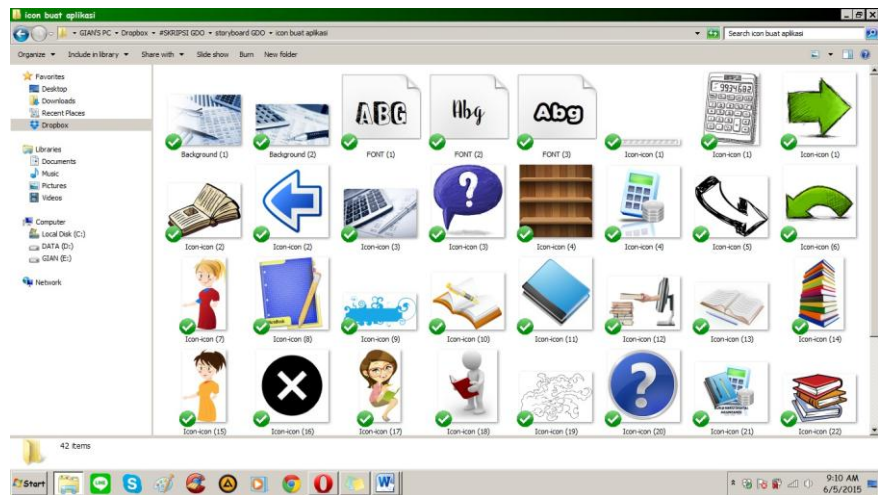 icon buat aplikasi
GIAN'S PC ▸ Dropbox ▸ #SKRIPSI GDO ▸ storyboard GDO ▸ icon buat aplikasi
Search icon buat aplikasi
Organize Include in library Share with Slide show Burn New folder
Favorites
Desktop
Downloads
Recent Places
Dropbox
Libraries
Documents
Music
Pictures
Videos
Computer
Local Disk (C:)
DATA (D:)
GIAN (E:)
Network
ABG Abg Abg
Background (1) Background (2) FONT (1) FONT (2) FONT (3) Icon-icon (1) Icon-icon (1) Icon-icon (1)
Icon-icon (2) Icon-icon (2) Icon-icon (3) Icon-icon (3) Icon-icon (4) Icon-icon (4) Icon-icon (5) Icon-icon (6)
Icon-icon (7) Icon-icon (8) Icon-icon (9) Icon-icon (10) Icon-icon (11) Icon-icon (12) Icon-icon (13) Icon-icon (14)
Icon-icon (15) Icon-icon (16) Icon-icon (17) Icon-icon (18) Icon-icon (19) Icon-icon (20) Icon-icon (21) Icon-icon (22)
42 items
Start
9:10 AM
6/5/2015